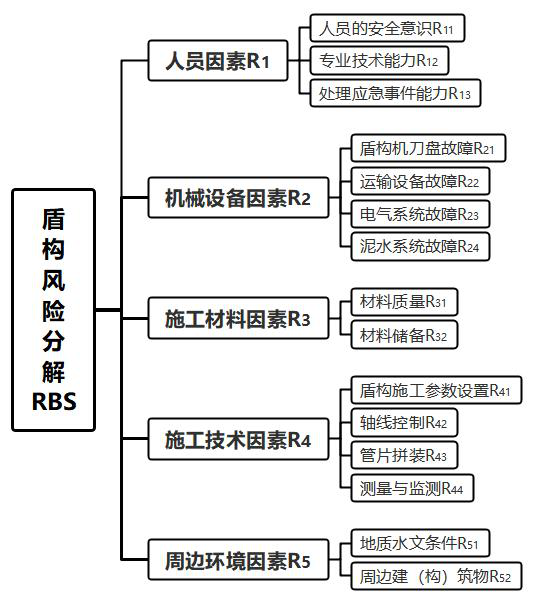 盾
构
风
险
分
解
RBS
人员因素R1
人员的安全意识R11
专业技术能力R12
处理应急事件能力R13
机械设备因素R2
盾构机刀盘故障R21
运输设备故障R22
电气系统故障R23
泥水系统故障R24
施工材料因素R3
材料质量R31
材料储备R32
施工技术因素R4
盾构施工参数设置R41
轴线控制R42
管片拼装R43
测量与监测R44
周边环境因素R5
地质水文条件R51
周边建（构）筑物R52